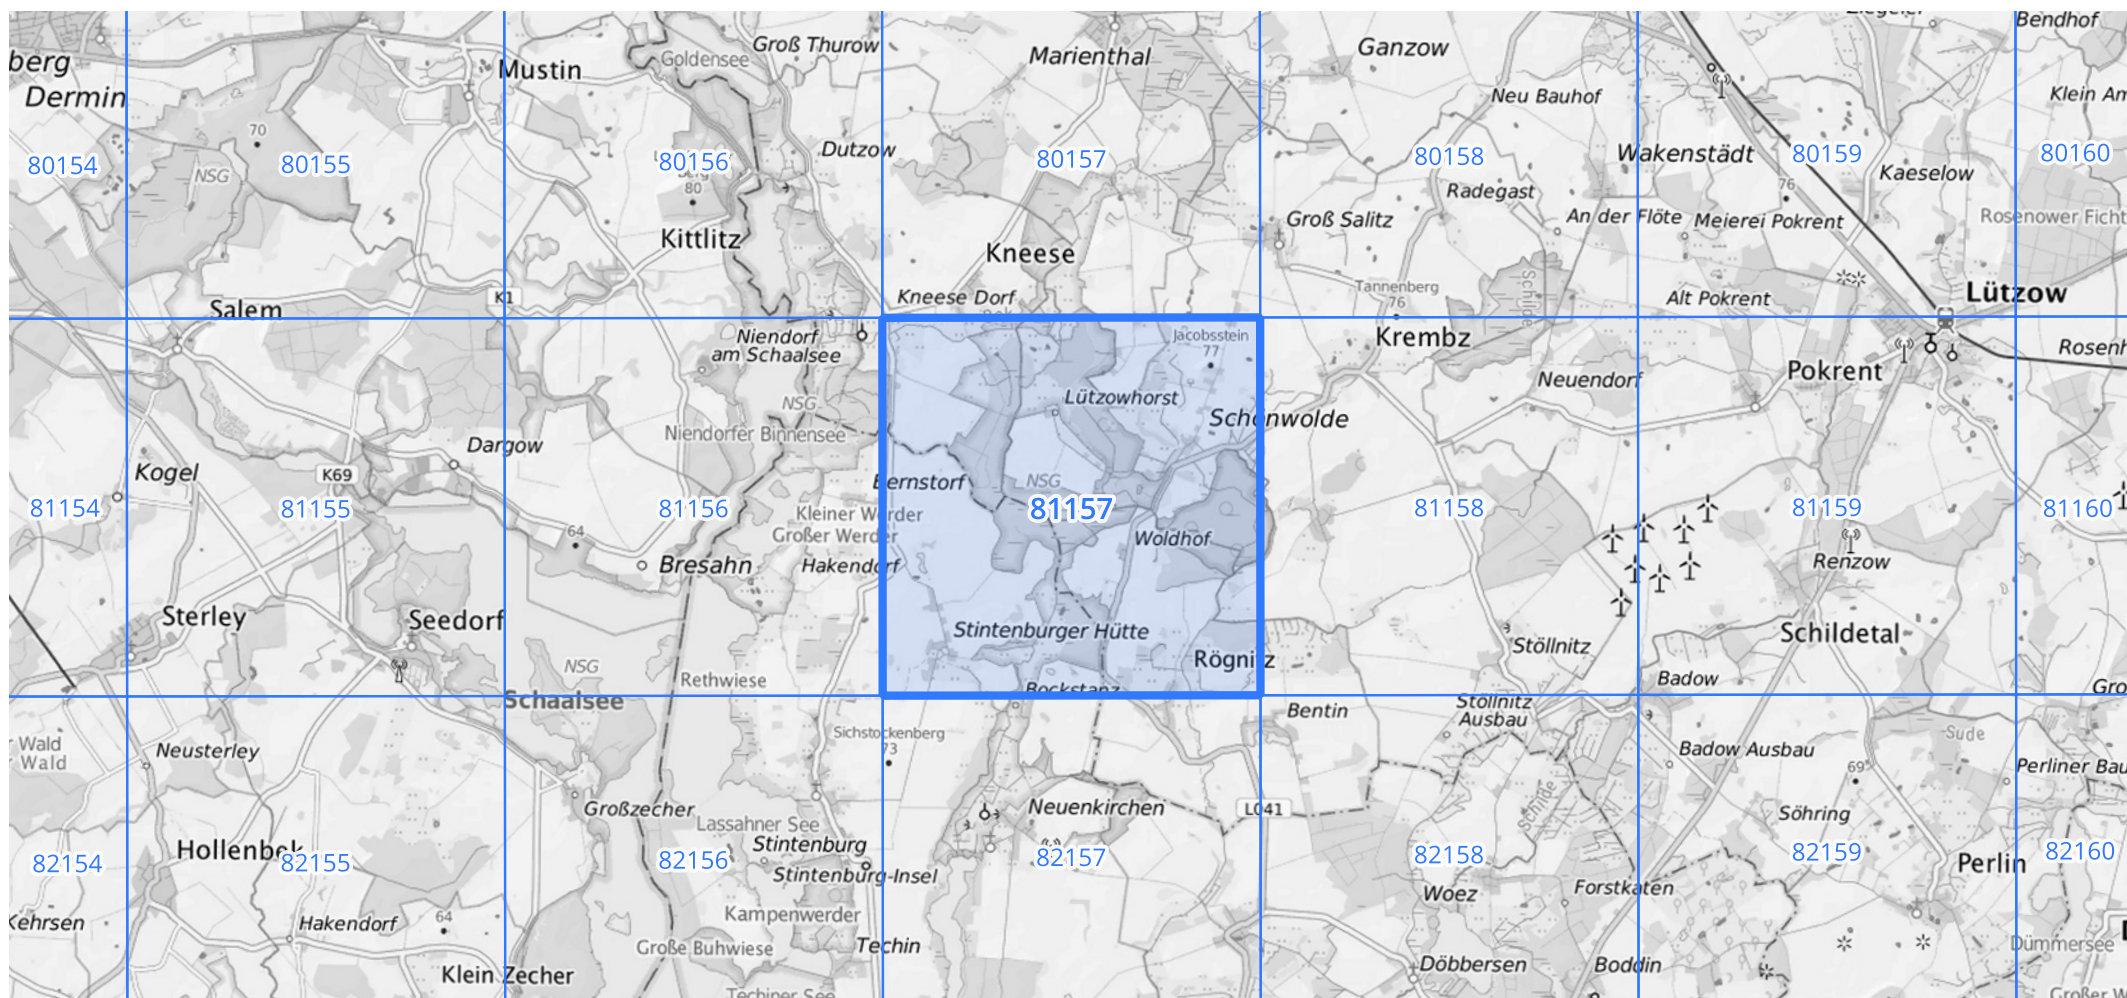 Bendhof
berg
Mustin
Goldensee
Groß Thurow
Marienthal
Ganzow
Dermin
Neu Bauhof
Klein Am
70
Dutzow
80154
NSG
80155
80156
80
80157
80158
Wakenstädt
80159
80160
Kaeselow
Radegast
76
Groß Salitz
An der Flöte
Meierei Pokrent
Rosenower Ficht
Kittlitz
Kneese
Schilde
Tannenberg
76
K1
Kneese Dorf
Alt Pokrent
Lützow
Salem
Niendorf
am Schaalsee
Jacobsstein
77
Krembz
Rosenh
Pokrent
Neuendorf
Lützowhorst
NSG
Schönwolde
Niendorfer Binnensee
Dargow
Kogel
K69
Bernstorf
NSG
81154
81155
81156
Kleiner Werder
Großer Werder
81157
81158
81159
81160
64
Woldhof
Bresahn
Hakendorf
Renzow
Sterley
Seedorf
Stintenburger Hütte
Schildetal
Stöllnitz
NSG
Rethwiese
Rögnitz
Badow
Gro
Bockstanz
Schaalsee
Bentin
Stöllnitz
Ausbau
Wald
Wald
Neusterley
Sichstockenberg
73
Sude
Badow Ausbau
69
Perliner Bau
Großzecher
Neuenkirchen
L041
Schilde
Söhring
Lassahner See
Stintenburg
82154
Hollenbek
82155
82156
82157
82158
82159
82160
Perlin
Stintenburg-Insel
Woez
Forstkaten
Kehrsen
Hakendorf
64
Kampenwerder
Große Buhwiese
Techin
Dümmersee
Klein Zecher
Döbbersen
Boddin
Techiner See
Großer W